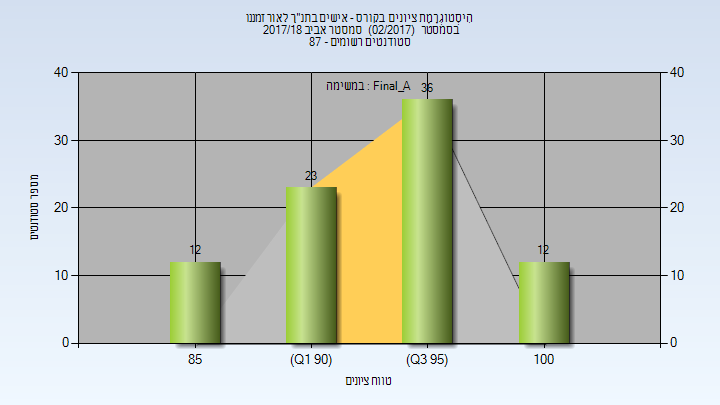 היסטוגרמת ציונים בקורס - אישים בתנ"ך לאור זמננו
בסמסטר (02/2017) סמסטר אביב 2017/18
סטודנטים רשומים - 87
במשימה : Final_A
40 40
30 30
20 20
10 10
0 0
12 23 36 12
85 (Q1 90) (Q3 95) 100
מספר סטודנטים
טווח ציונים